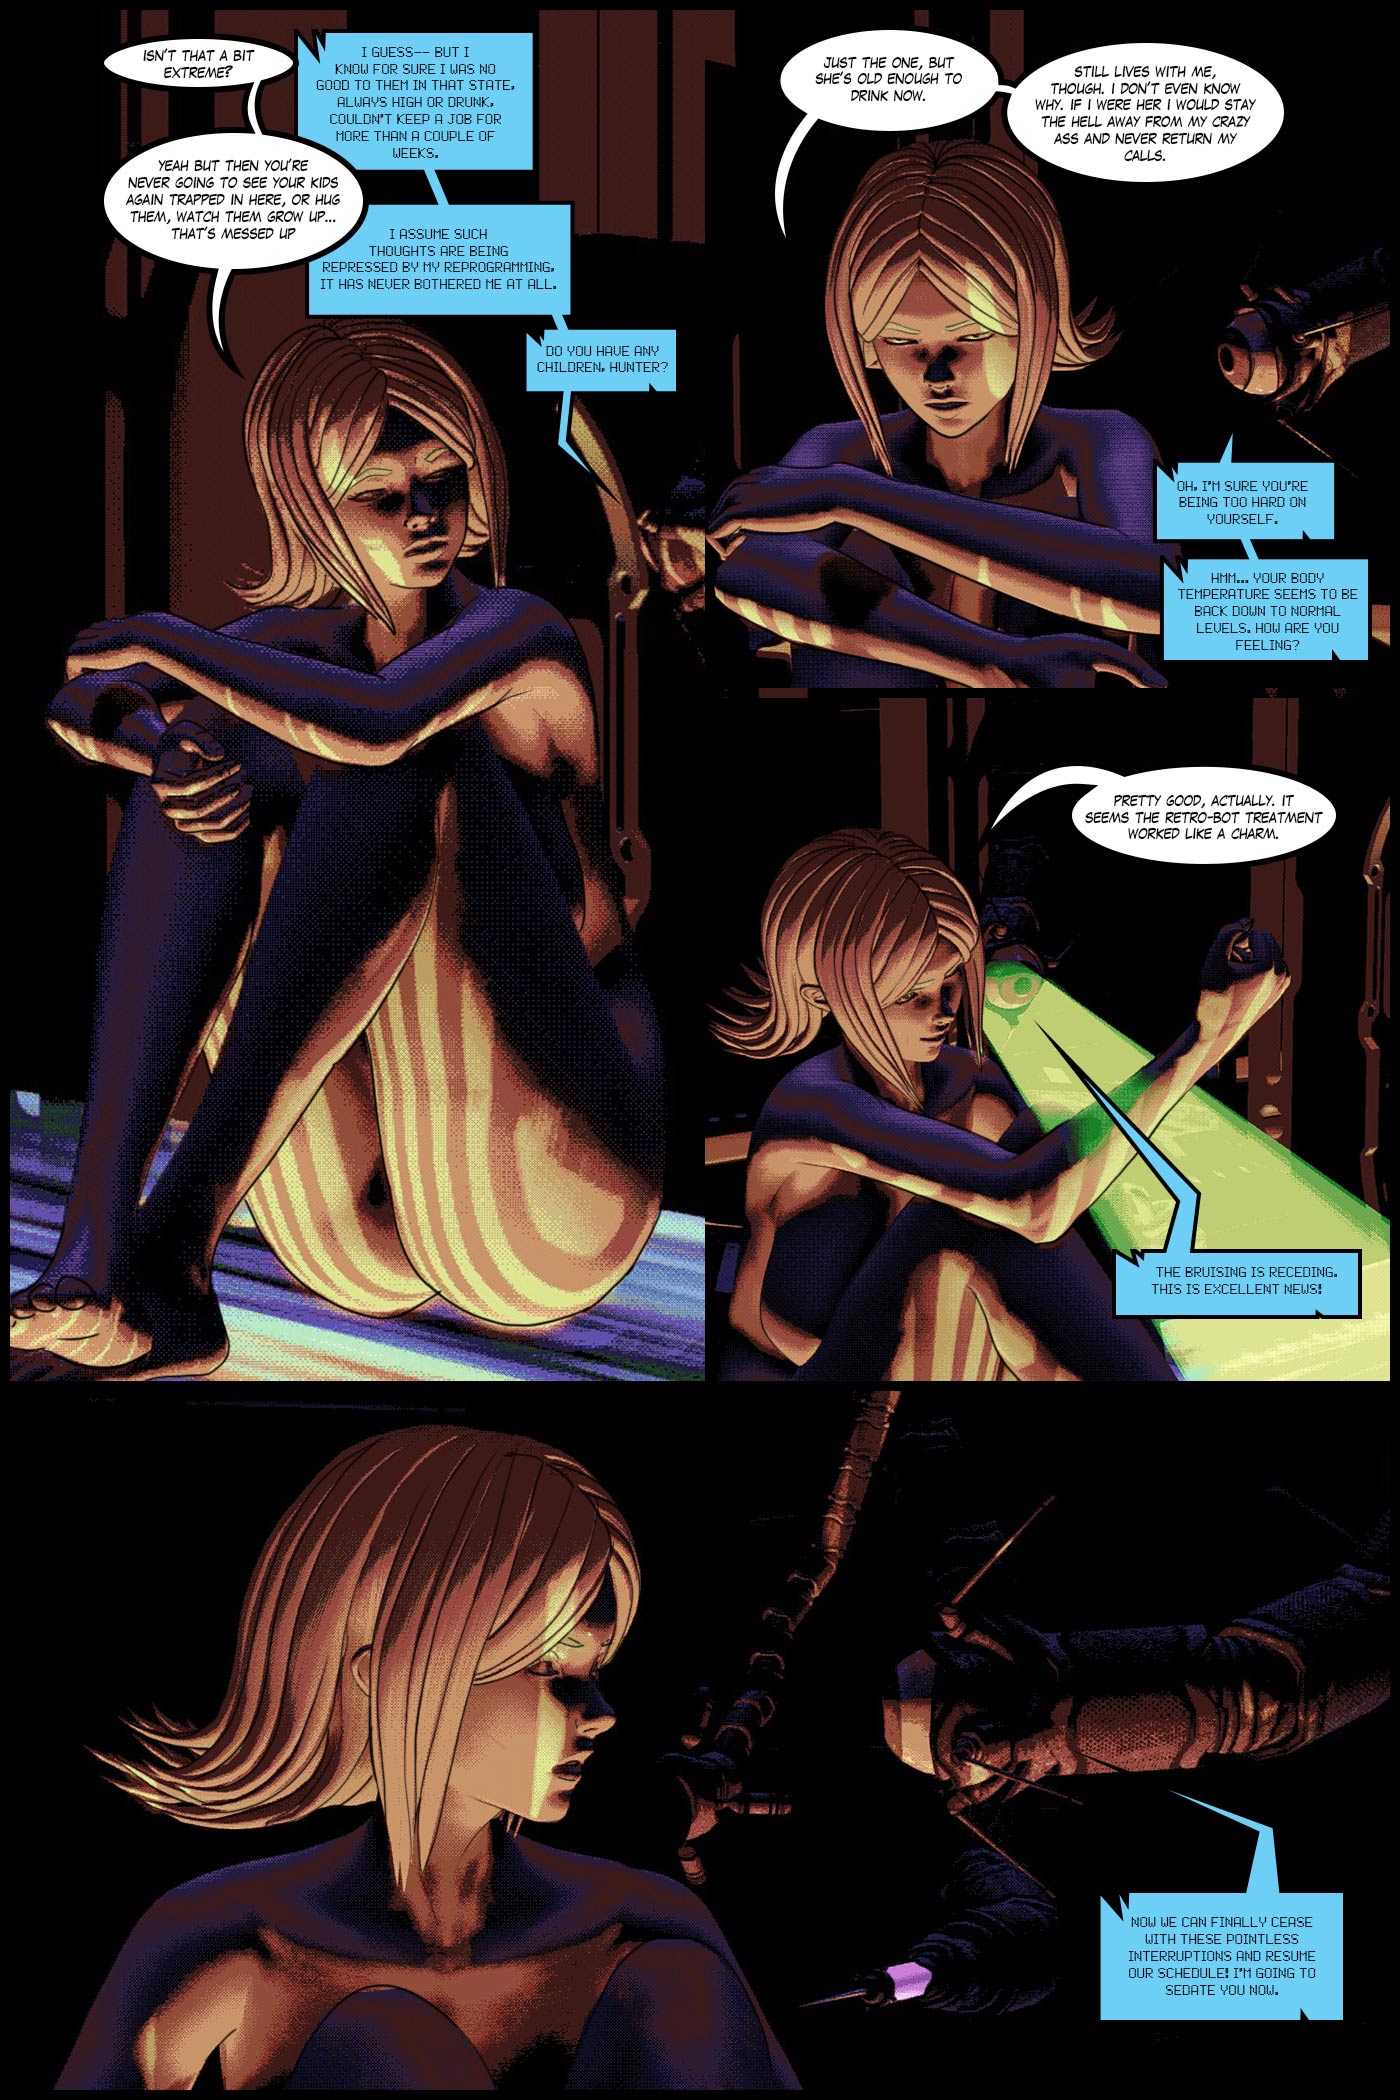 ISN'T THAT A BIT
EXTREME?
I GUESS-- BUT I
KNOW FOR SURE I WAS NO
GOOD TO THEM IN THAT STATE,
ALWAYS HIGH OR DRUNK,
COULDN'T KEEP A JOB FOR
MORE THAN A COUPLE OF
WEEKS.
YEAH BUT THEN YOU'RE
NEVER GOING TO SEE YOUR KIDS
AGAIN TRAPPED IN HERE, OR HUG
THEM, WATCH THEM GROW UP...
THAT'S MESSED UP
I ASSUME SUCH
THOUGHTS ARE BEING
REPRESSED BY MY REPROGRAMMING,
IT HAS NEVER BOTHERED ME AT ALL.
DO YOU HAVE ANY
CHILDREN, HUNTER?
JUST THE ONE, BUT
SHE'S OLD ENOUGH TO
DRINK NOW.
STILL LIVES WITH ME,
THOUGH. I DON'T EVEN KNOW
WHY. IF I WERE HER I WOULD STAY
THE HELL AWAY FROM MY CRAZY
ASS AND NEVER RETURN MY
CALLS.
OH, I'M SURE YOU'RE
BEING TOO HARD ON
YOURSELF.
HMM... YOUR BODY
TEMPERATURE SEEMS TO BE
BACK DOWN TO NORMAL
LEVELS. HOW ARE YOU
FEELING?
PRETTY GOOD, ACTUALLY. IT
SEEMS THE RETRO-BOT TREATMENT
WORKED LIKE A CHARM.
THE BRUISING IS RECEDING.
THIS IS EXCELLENT NEWS!
NOW WE CAN FINALLY CEASE
WITH THESE POINTLESS
INTERRUPTIONS AND RESUME
OUR SCHEDULE! I'M GOING TO
SEDATE YOU NOW.